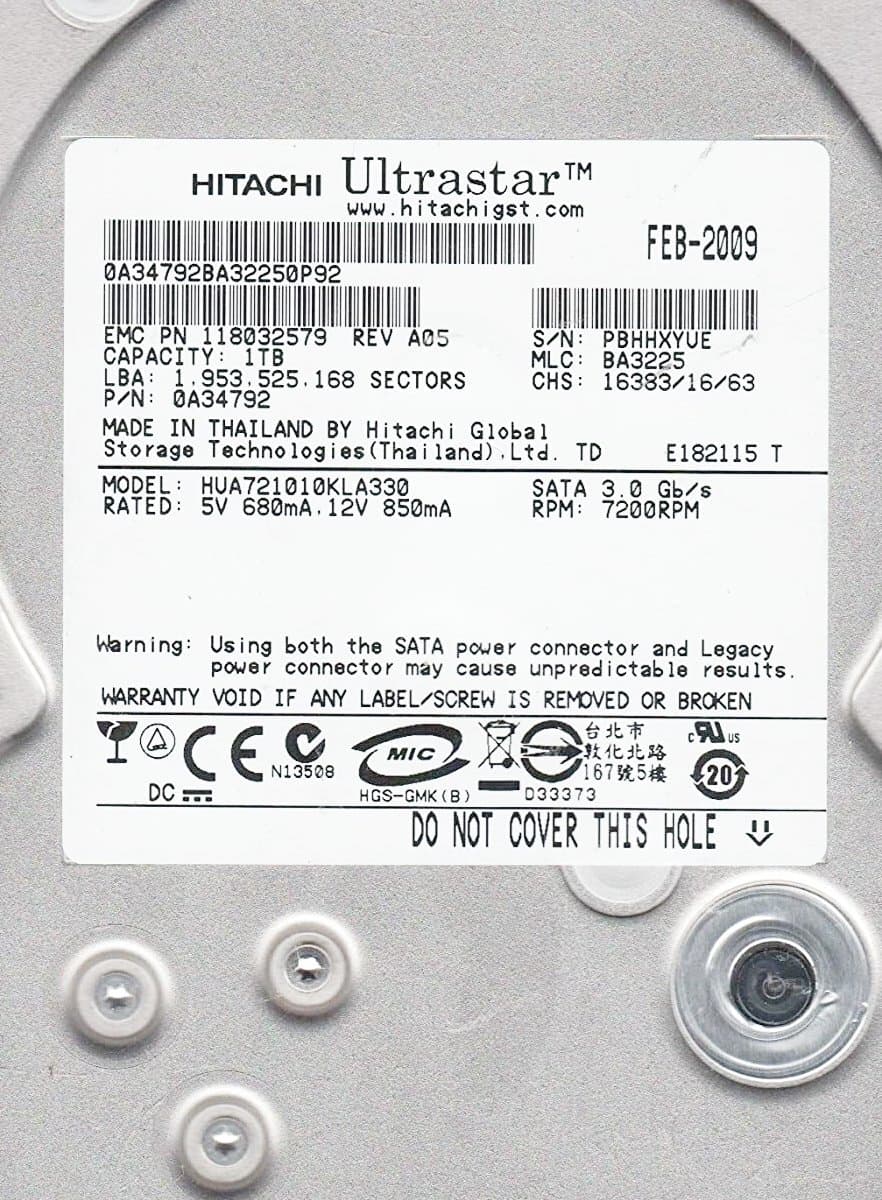 HITACHI Ultrastar™
www.hitachigst.com
FEB-2009
0A34792BA32250P92
EMC PN 118032579 REV A05
CAPACITY: 1TB
LBA: 1,953,525,168 SECTORS
P/N: 0A34792
S/N: PBHHXYUE
MLC: BA3225
CHS: 16383/16/63
MADE IN THAILAND BY Hitachi Global
Storage Technologies(Thailand),Ltd. TD E182115 T
MODEL: HUA721010KLA330
RATED: 5V 680mA,12V 850mA
SATA 3.0 Gb/s
RPM: 7200RPM
Warning: Using both the SATA power connector and Legacy
power connector may cause unpredictable results.
WARRANTY VOID IF ANY LABEL/SCREW IS REMOVED OR BROKEN
CE
N13508
MIC
HGS-GMK(B)
D33373
台北市
敦化北路
167號5樓
c RU US
20
DC
DO NOT COVER THIS HOLE